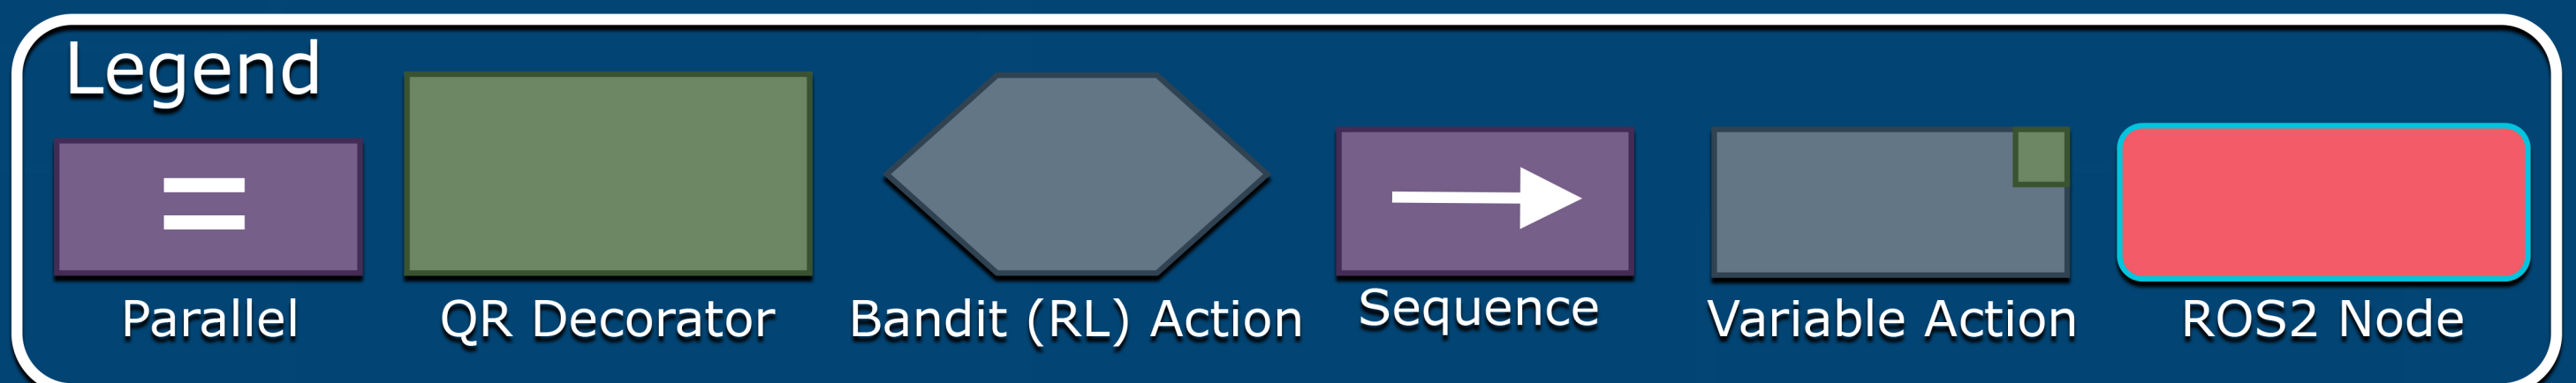 Legend
=
Parallel
QR Decorator
Bandit (RL) Action
Sequence
Variable Action
ROS2 Node